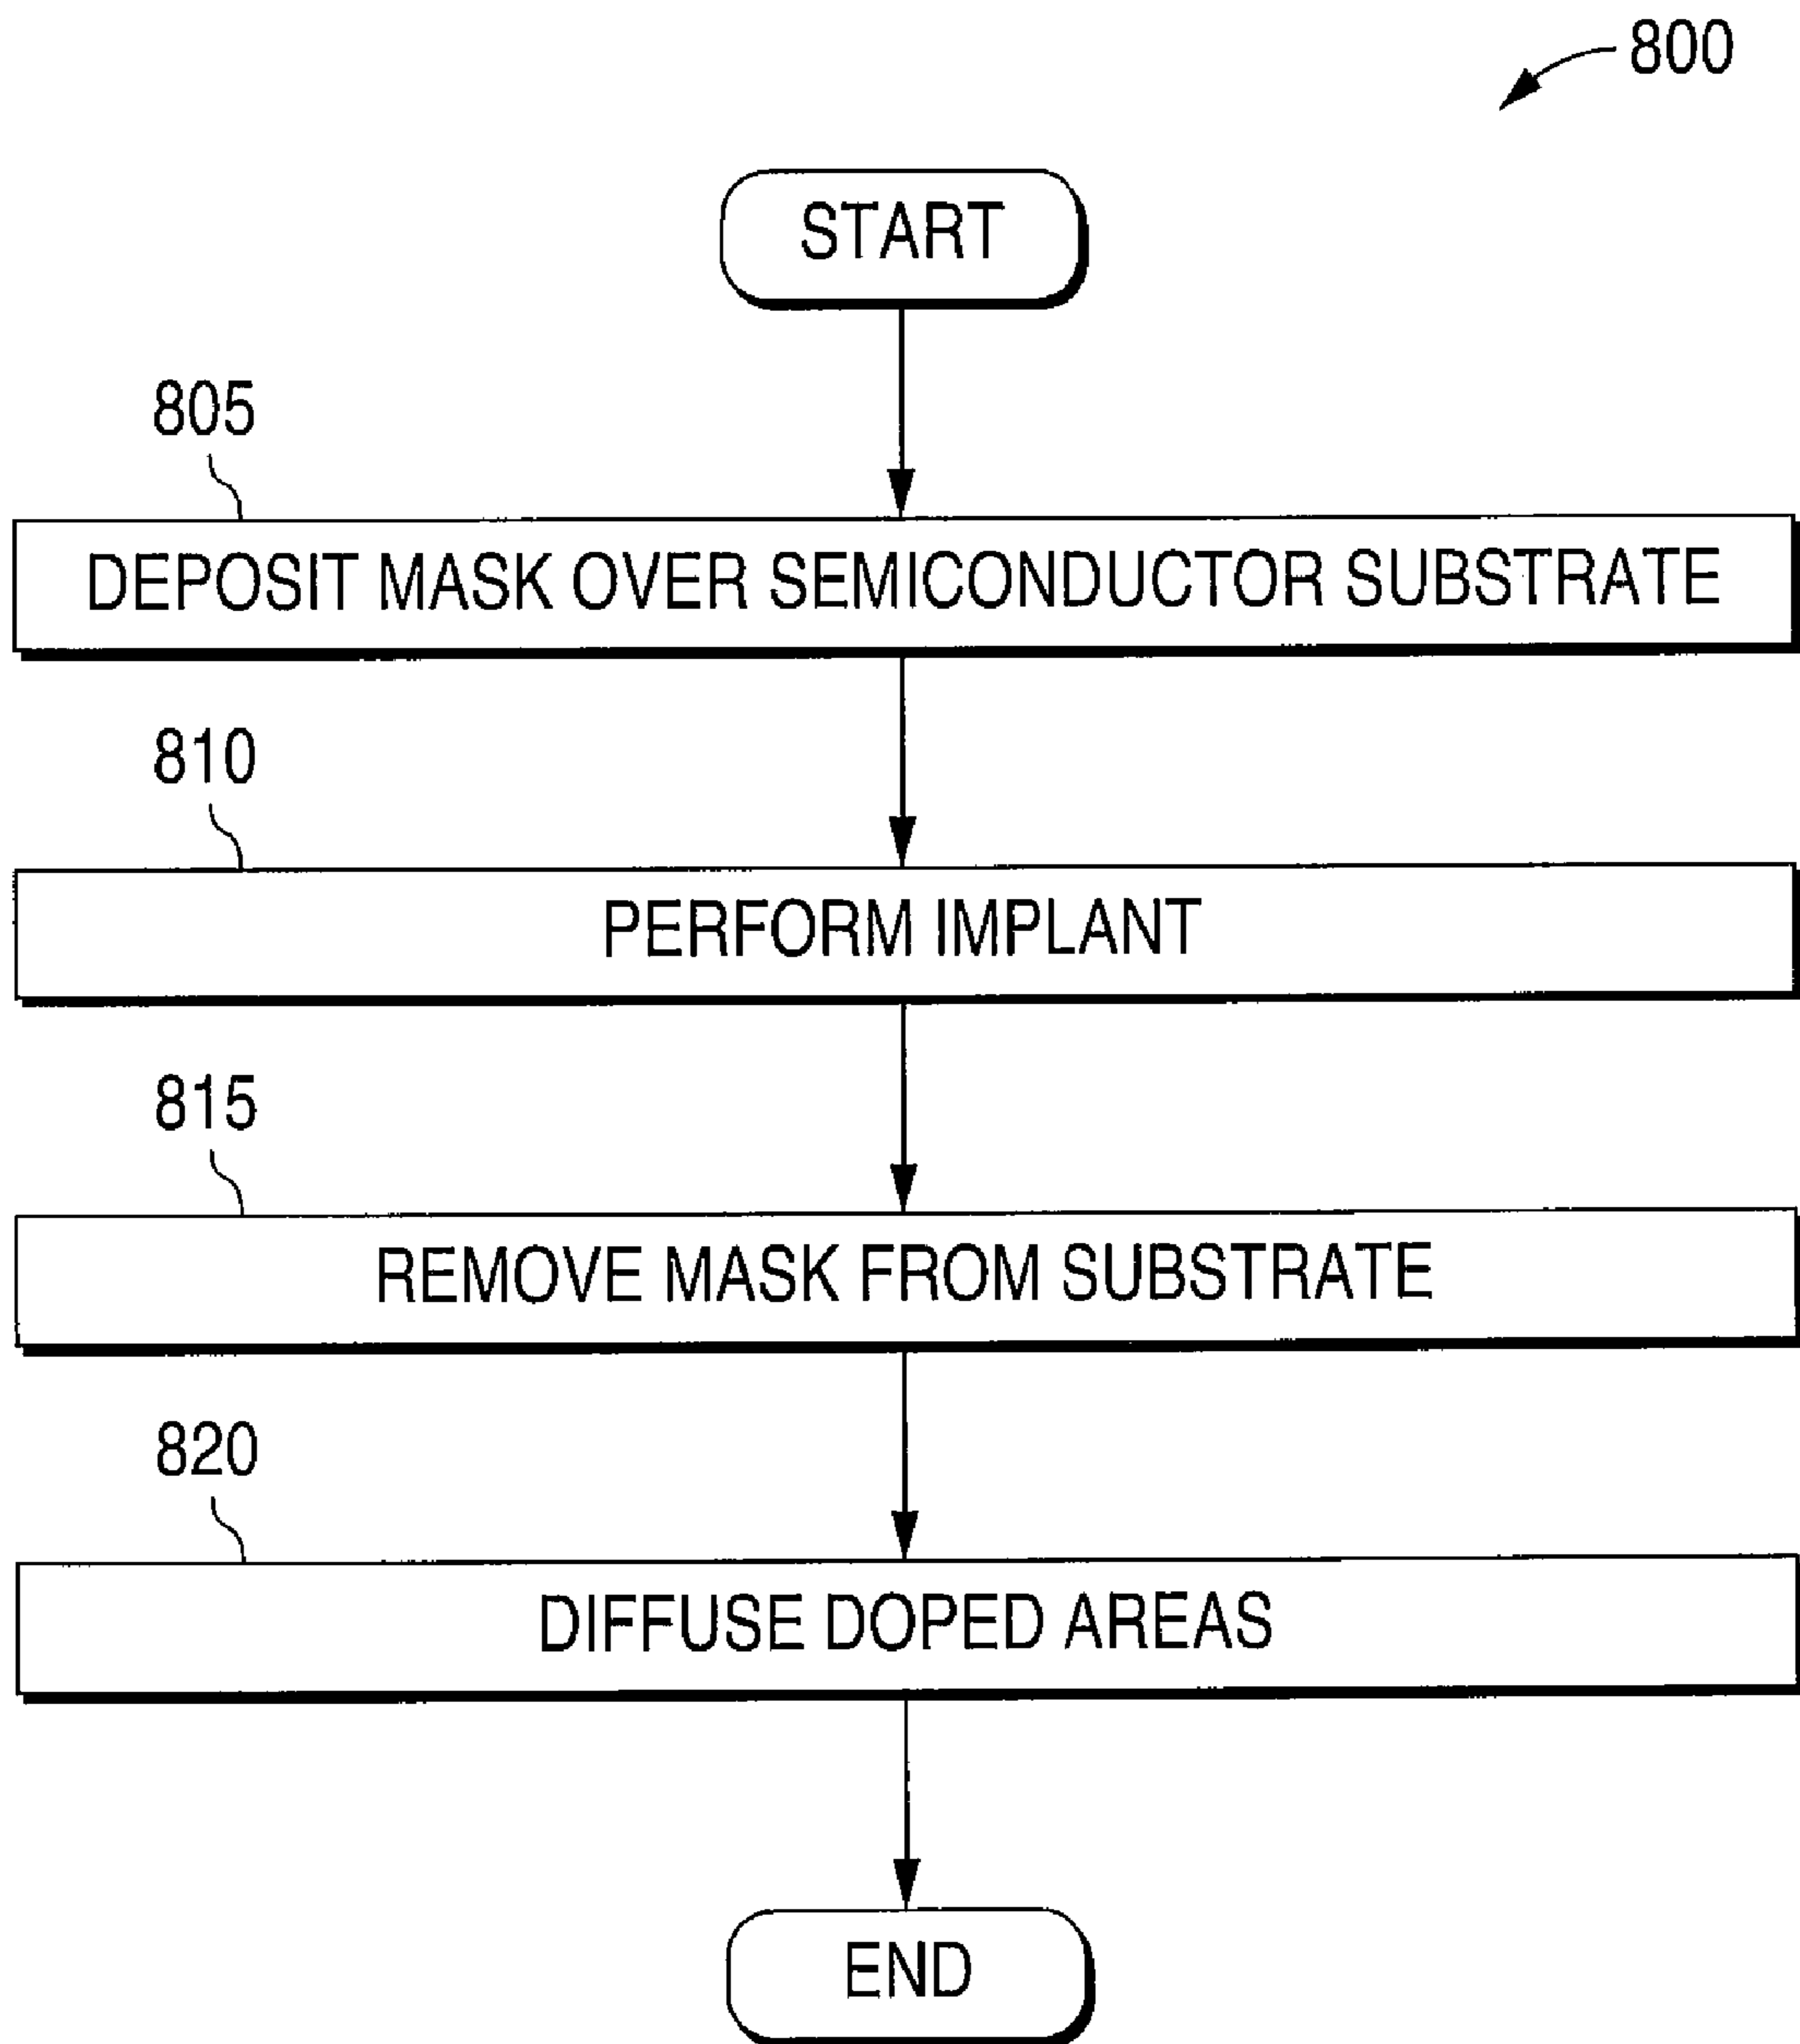 800
START
805
DEPOSIT MASK OVER SEMICONDUCTOR SUBSTRATE
810
PERFORM IMPLANT
815
REMOVE MASK FROM SUBSTRATE
820
DIFFUSE DOPED AREAS
END